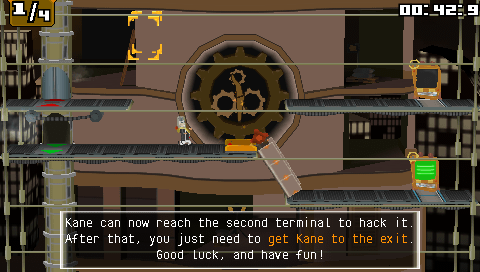 1/4
00:42:9
Kane can now reach the second terminal to hack it.
After that, you just need to get Kane to the exit.
Good luck, and have fun!